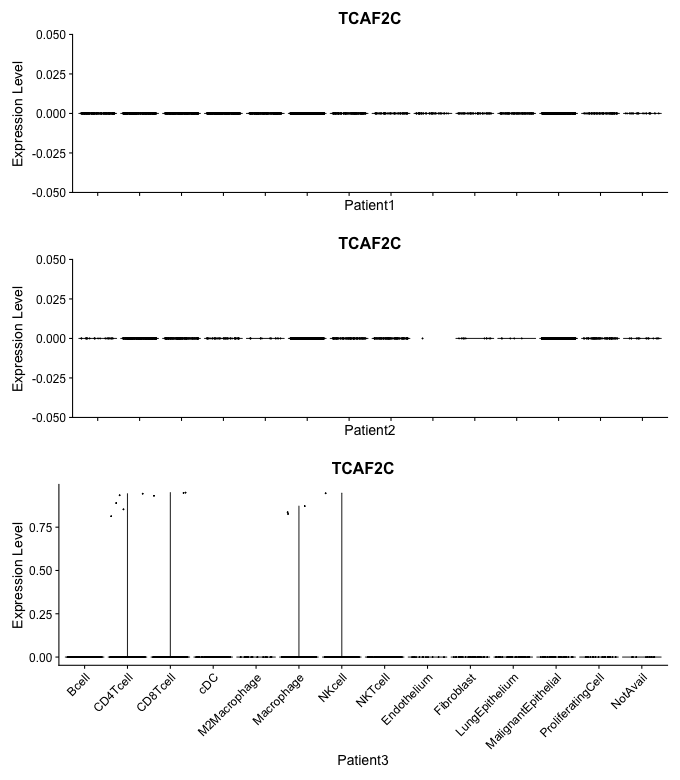 TCAF2C
0.050
0.025
0.000
-0.025
-0.050
Expression Level
Patient1
TCAF2C
0.050
0.025
0.000
-0.025
-0.050
Expression Level
Patient2
TCAF2C
0.75
0.50
0.25
0.00
Expression Level
Bcell
CD4Tcell
CD8Tcell
cDC
M2Macrophage
Macrophage
NKcell
NKTcell
Endothelium
Fibroblast
LungEpithelium
MalignantEpithelial
ProliferatingCell
NotAvail
Patient3